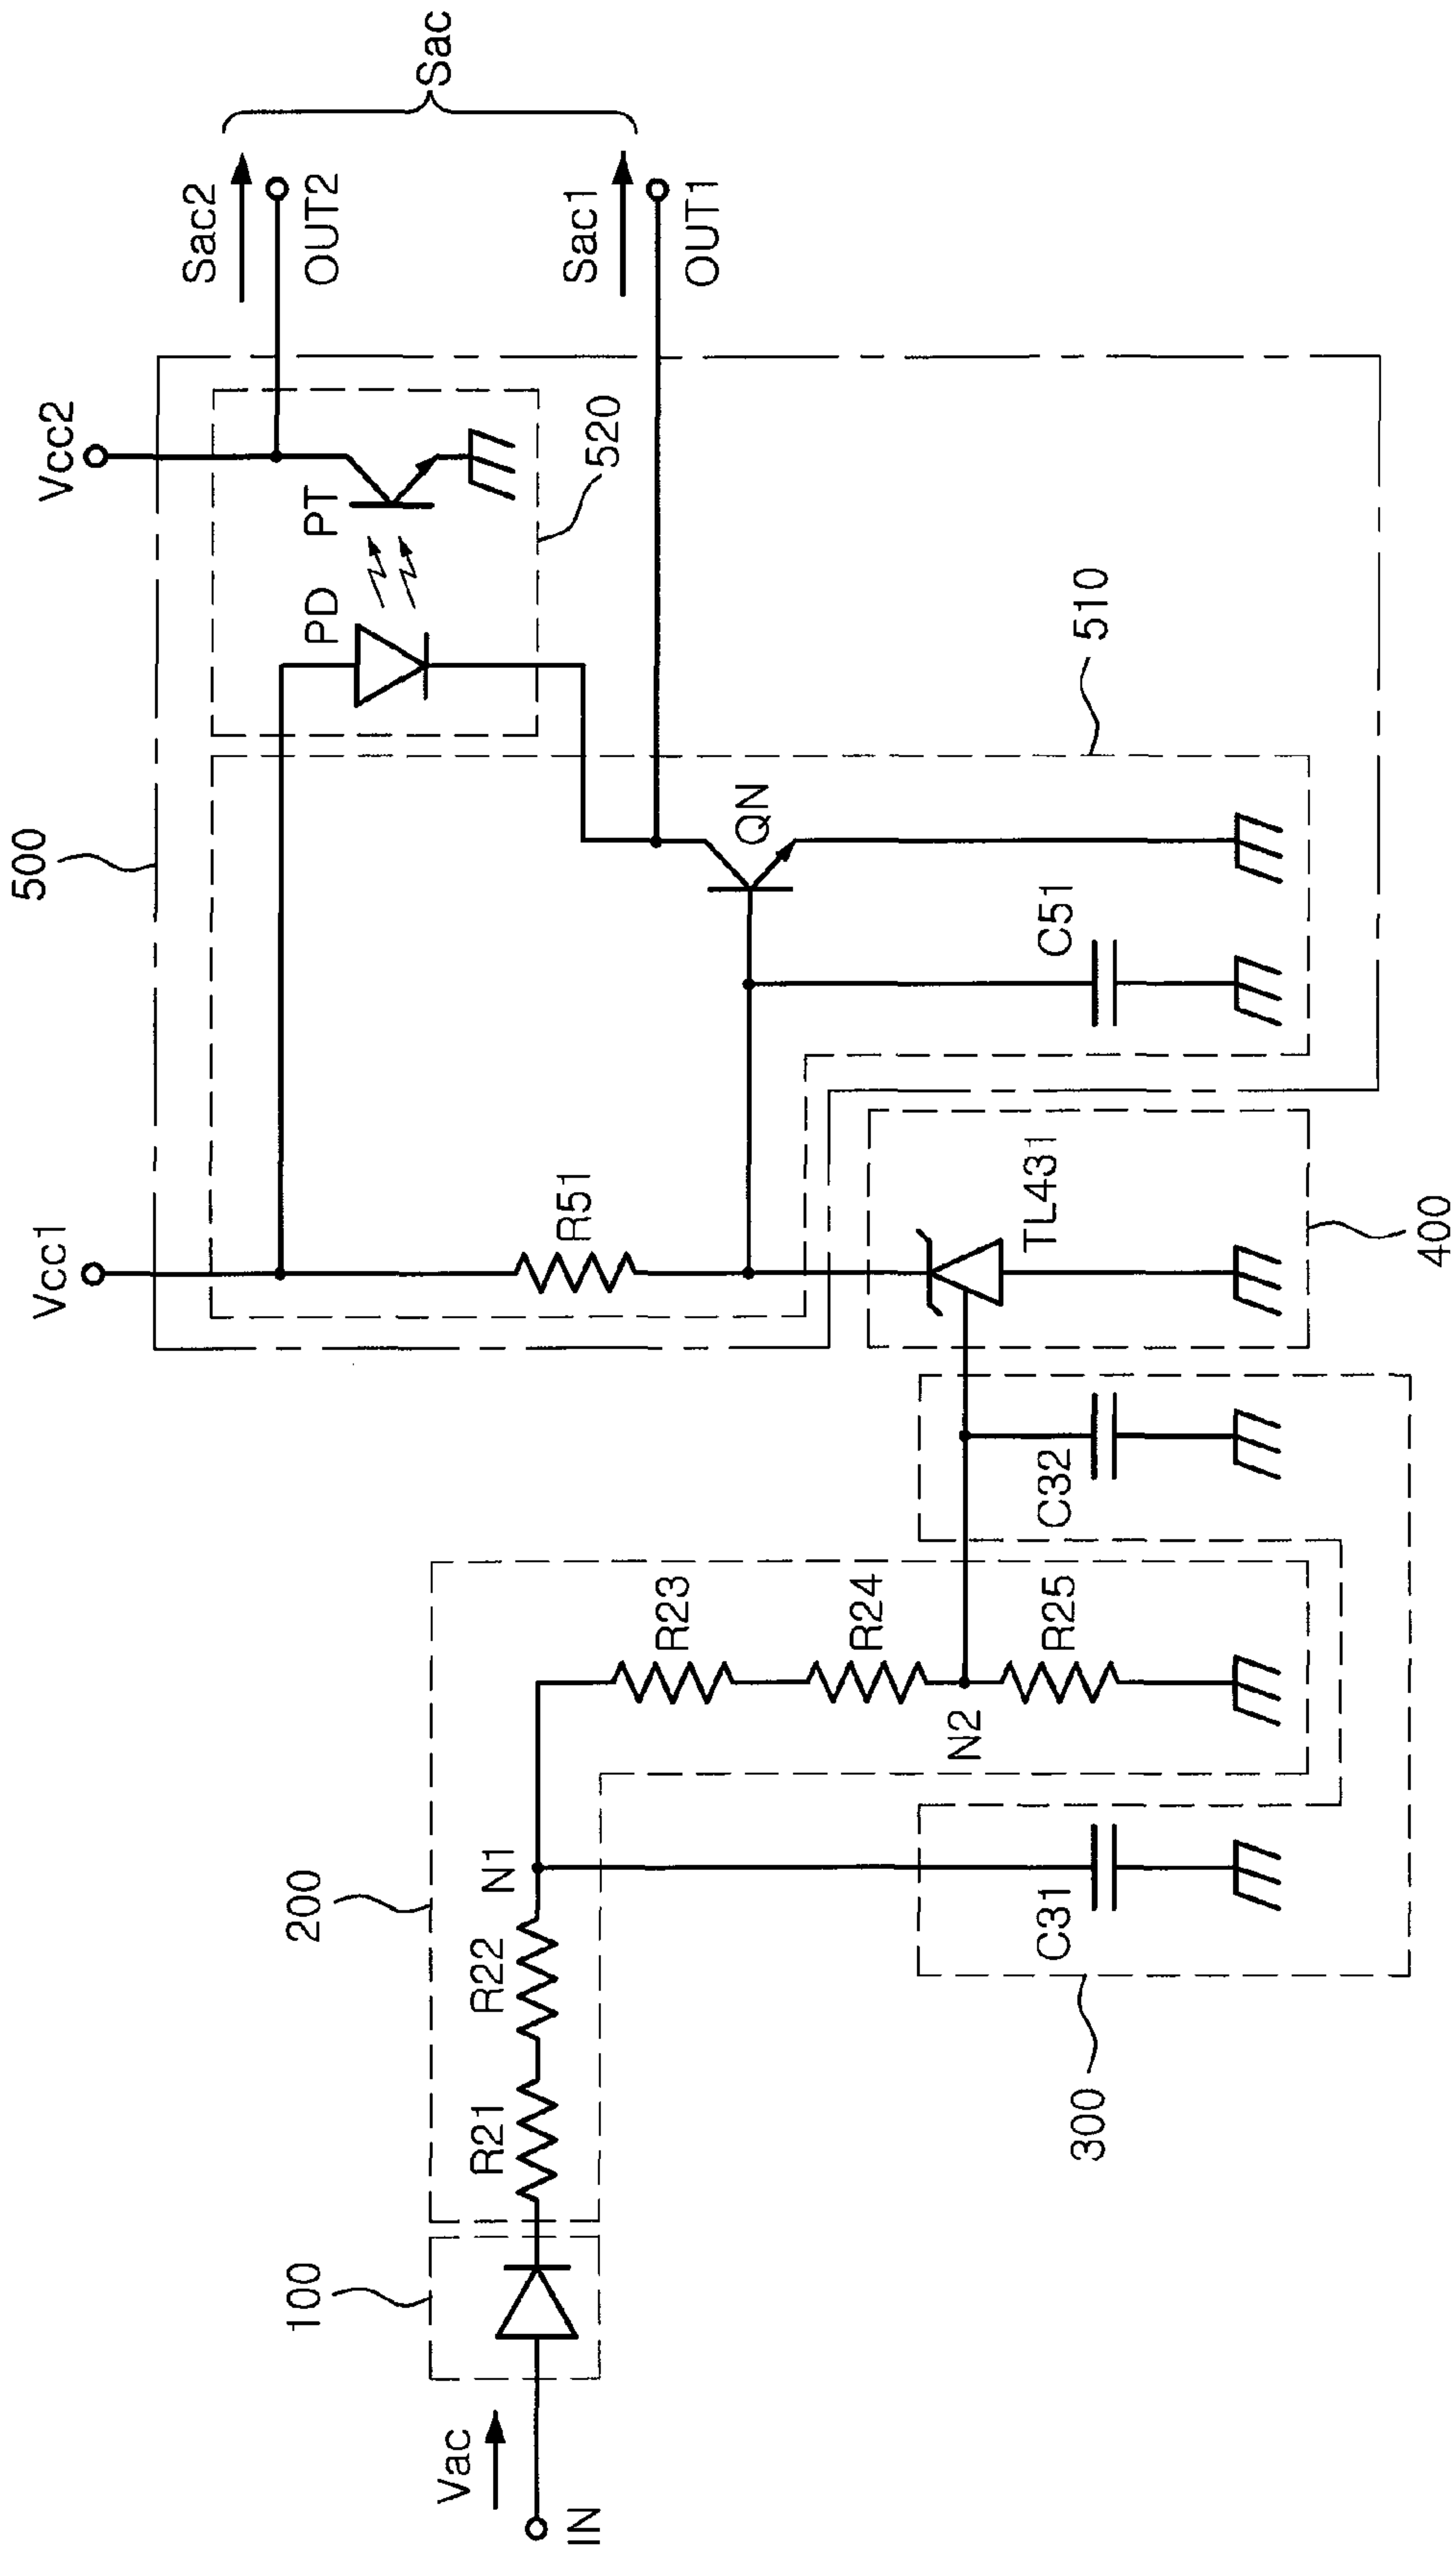 Vcc1
Vcc2
500
Sac2
OUT2
Sac
PD
PT
520
Sac1
OUT1
R51
QN
C51
510
TL431
400
100
200
Vac
IN
R21
R22
N1
R23
R24
N2
R25
C31
C32
300